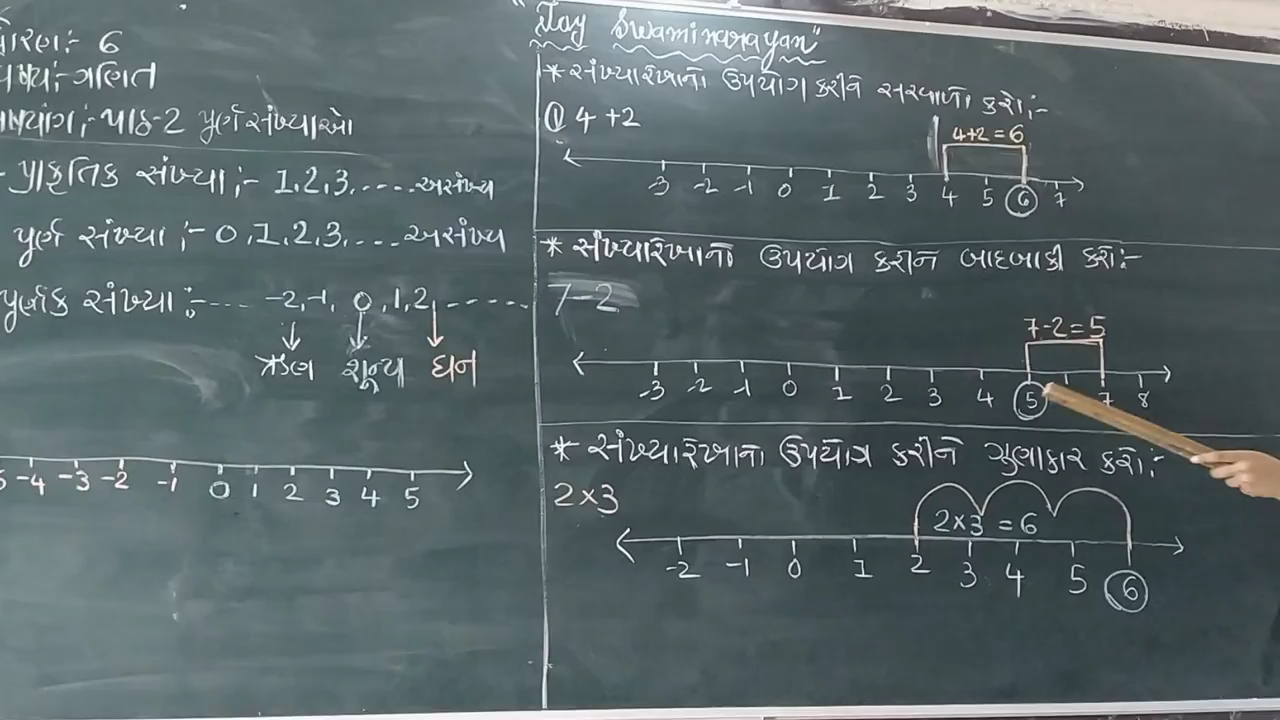 "Jay Swaminarayan"
ધોરણ:- 6
વિષય:- ગણિત
પાઠ-2 પૂર્ણ સંખ્યાઓ
પ્રાકૃતિક સંખ્યા:- 1,2,3,.....અસંખ્ય
પૂર્ણ સંખ્યા:- 0,1,2,3,....અસંખ્ય
પૂર્ણાંક સંખ્યા:-.... -2,-1, 0,1,2,------
ઋણ શૂન્ય ધન
-4 -3 -2 -1 0 1 2 3 4 5
* સંખ્યારેખાનો ઉપયોગ કરીને સરવાળો કરો:-
① 4+2
4+2=6
-3 -2 -1 0 1 2 3 4 5 6 7
* સંખ્યારેખાનો ઉપયોગ કરીને બાદબાકી કરો:-
7-2
7-2=5
-3 -2 -1 0 1 2 3 4 5 7 8
* સંખ્યારેખાનો ઉપયોગ કરીને ગુણાકાર કરો:-
2×3
2×3=6
-2 -1 0 1 2 3 4 5 6